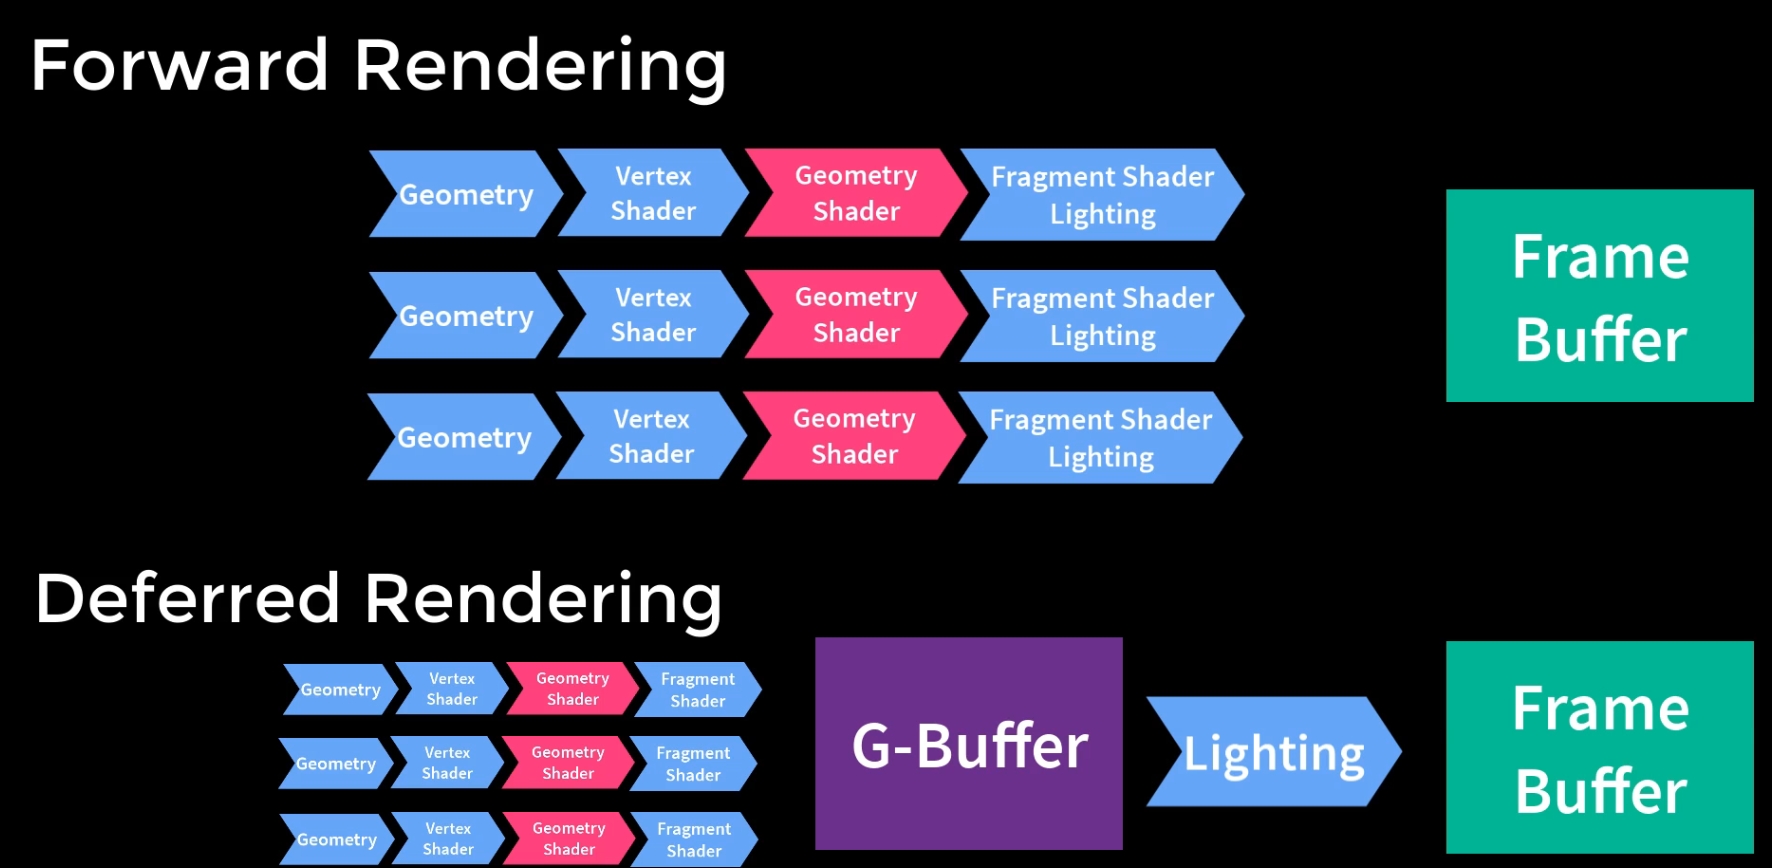 Forward Rendering
Geometry
Vertex
Shader
Geometry
Shader
Fragment Shader
Lighting
Geometry
Vertex
Shader
Geometry
Shader
Fragment Shader
Lighting
Geometry
Vertex
Shader
Geometry
Shader
Fragment Shader
Lighting
Frame
Buffer
Deferred Rendering
Geometry
Vertex
Shader
Geometry
Shader
Fragment
Shader
Geometry
Vertex
Shader
Geometry
Shader
Fragment
Shader
Geometry
Vertex
Shader
Geometry
Shader
Fragment
Shader
G-Buffer
Lighting
Frame
Buffer